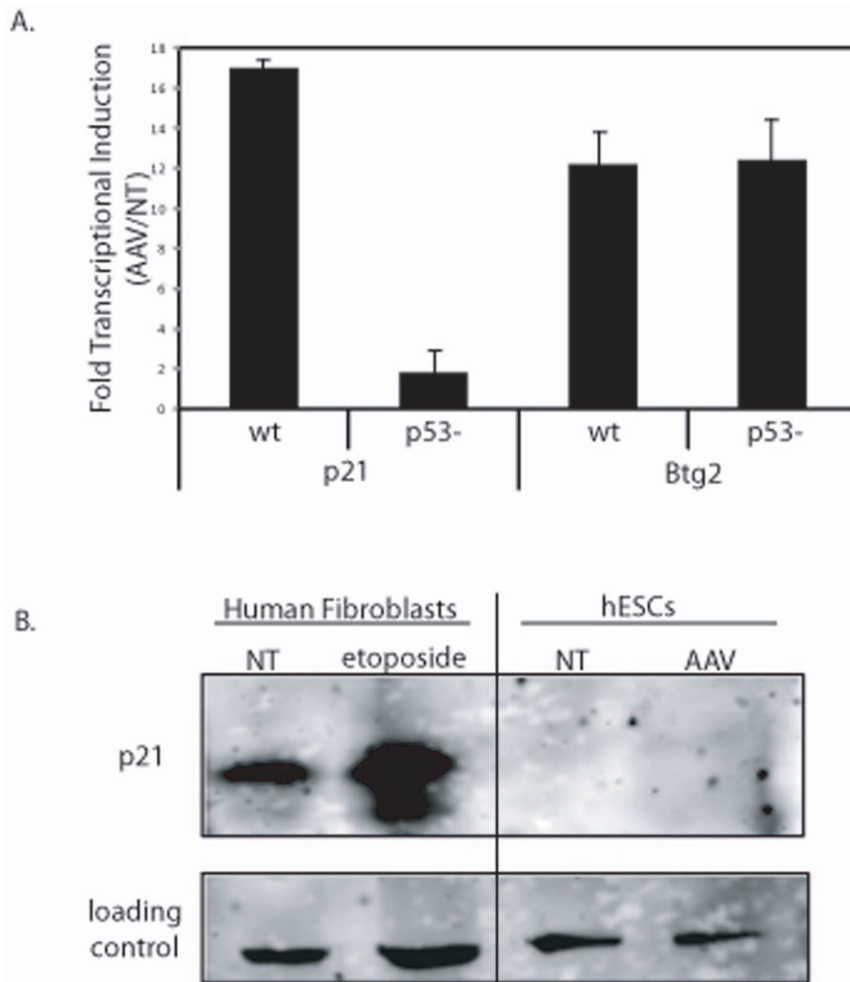 A.
Fold Transcriptional Induction
(AAV/NT)
18
16
14
12
10
8
6
4
2
0
wt
p53-
wt
p53-
p21
Btg2
B.
Human Fibroblasts
hESCs
NT
etoposide
NT
AAV
p21
loading
control